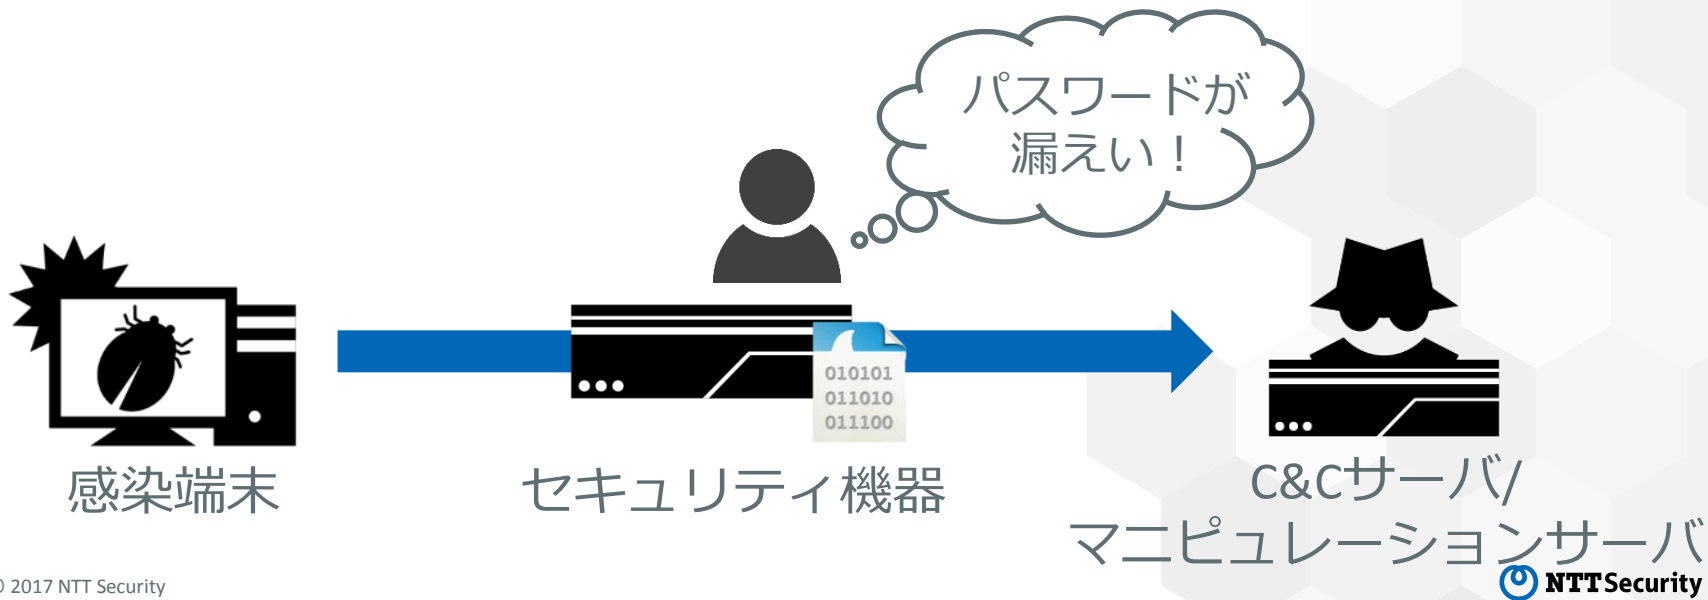 パスワードが
漏えい！
010101
011010
011100
感染端末
セキュリティ機器
C&Cサーバ/
マニピュレーションサーバ
© 2017 NTT Security
NTT Security